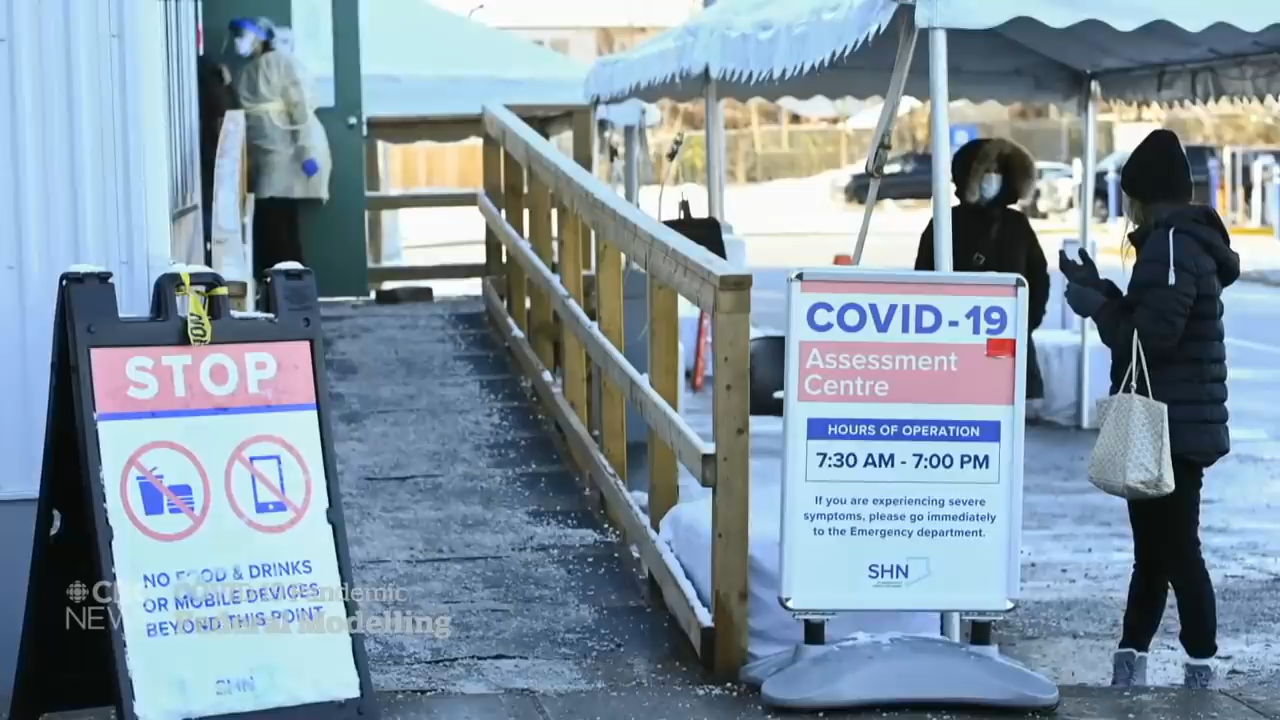 STOP
NO FOOD & DRINKS
OR MOBILE DEVICES
BEYOND THIS POINT
SHN
COVID-19
Assessment
Centre
HOURS OF OPERATION
7:30 AM - 7:00 PM
If you are experiencing severe
symptoms, please go immediately
to the Emergency department.
SHN
NEWS
Pandemic
Modelling